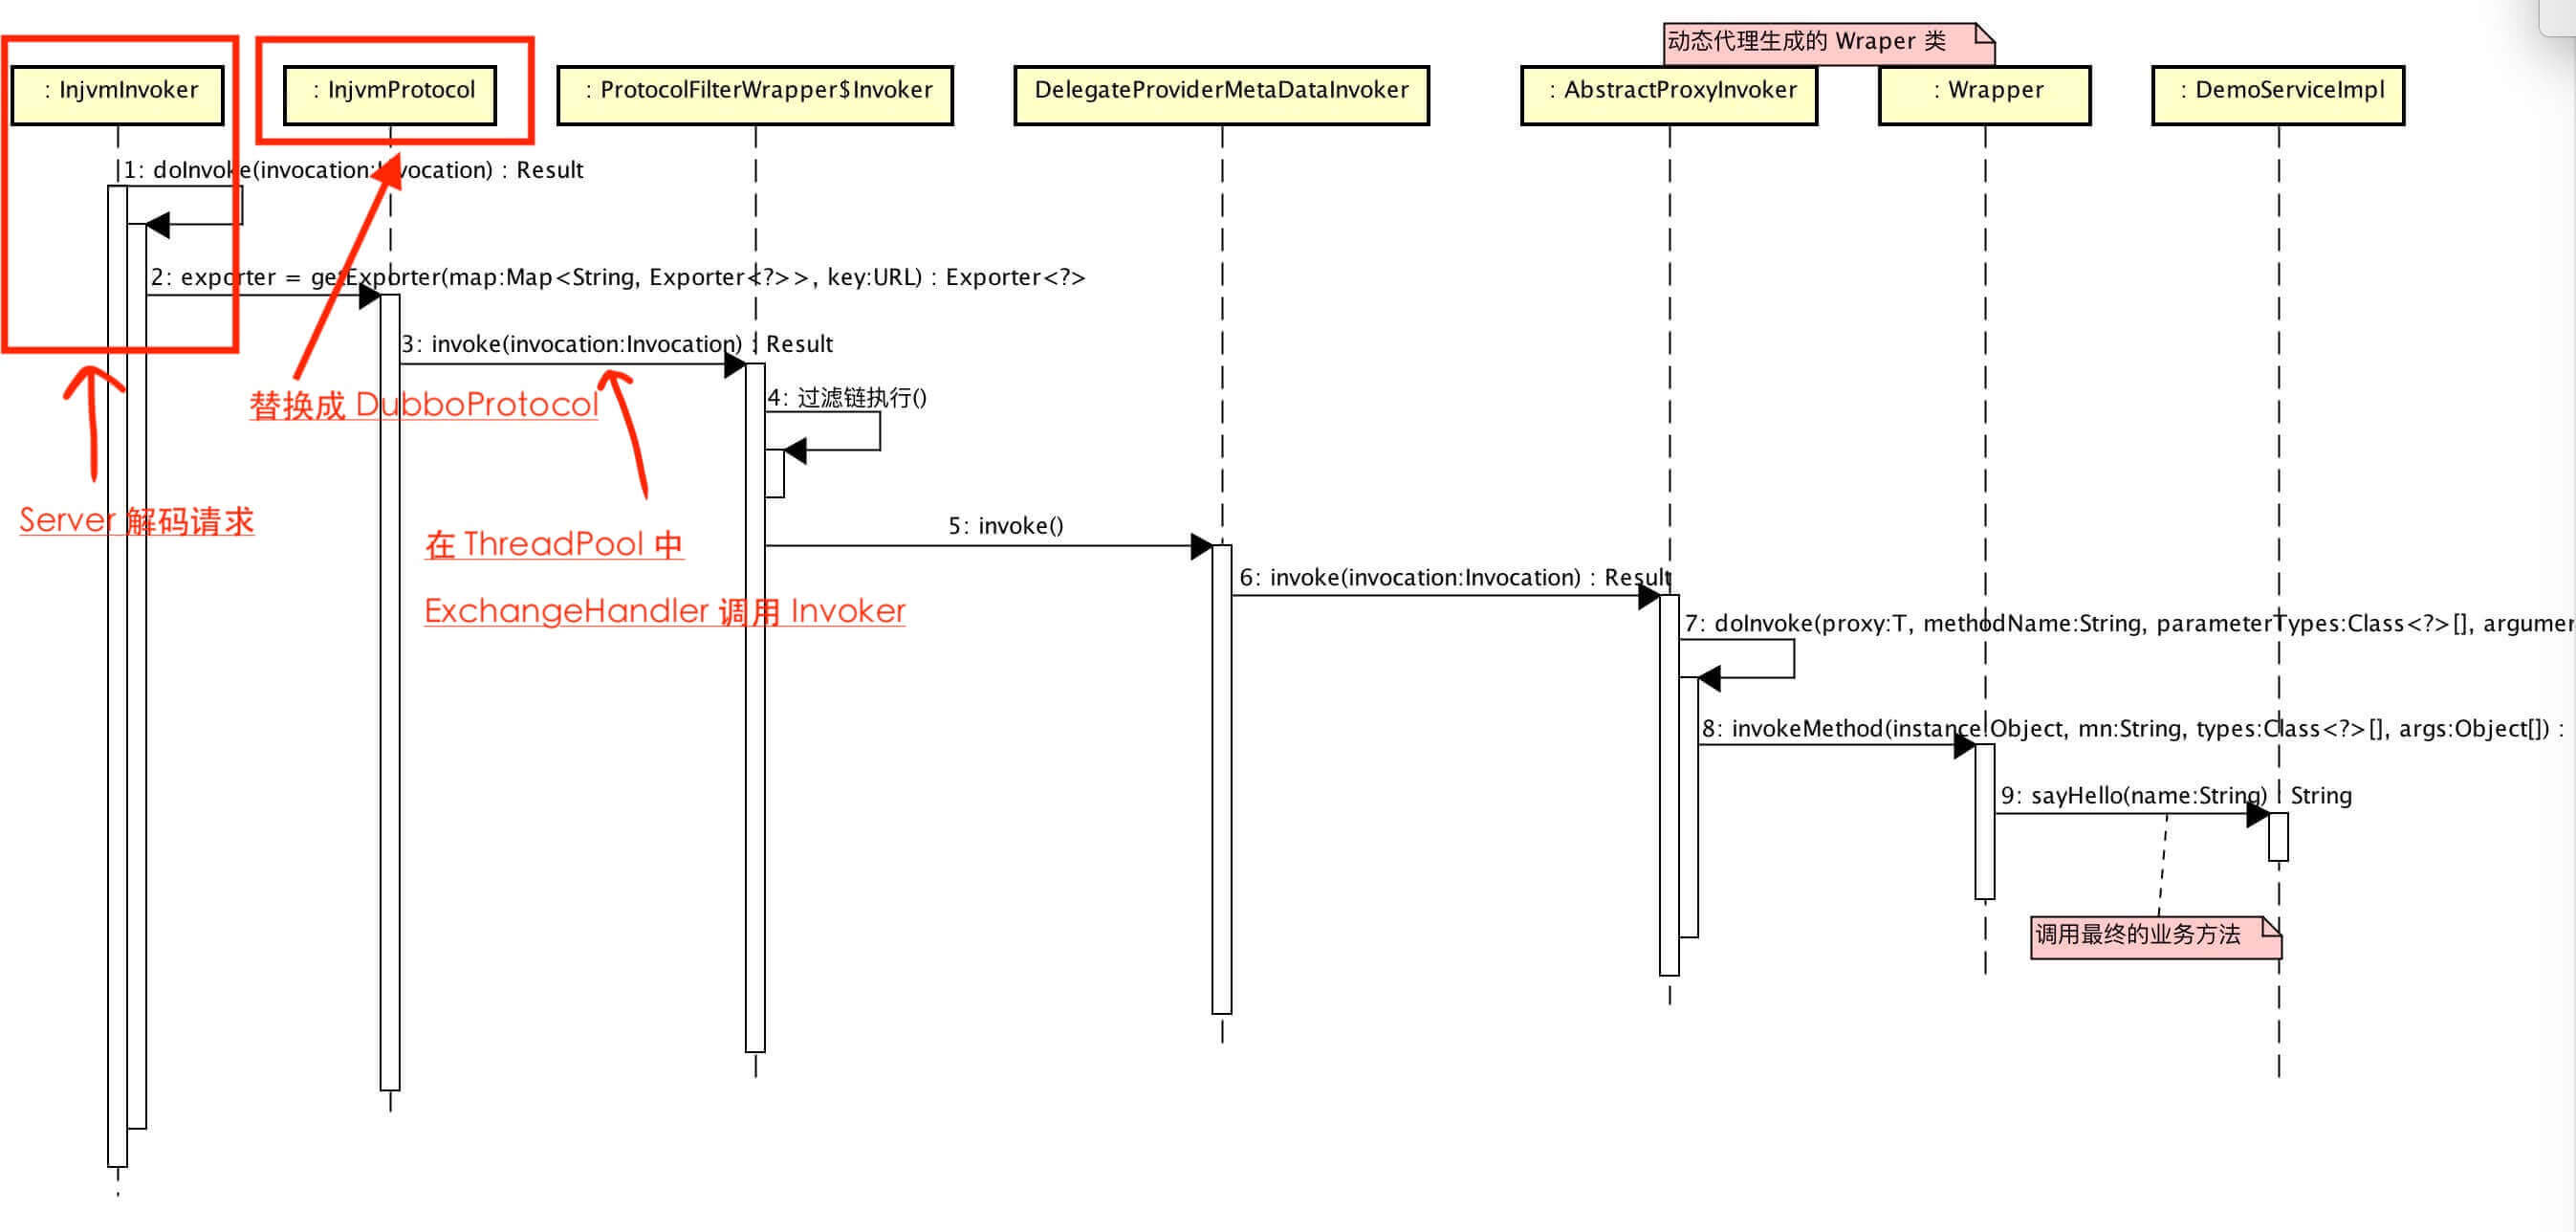 动态代理生成的 Wraper 类
: InjvmInvoker
: InjvmProtocol
: ProtocolFilterWrapper$Invoker
DelegateProviderMetaDataInvoker
: AbstractProxyInvoker
: Wrapper
: DemoServiceImpl
1: doInvoke(invocation:Invocation) : Result
2: exporter = getExporter(map:Map<String, Exporter<?>>, key:URL) : Exporter<?>
3: invoke(invocation:Invocation) : Result
替换成 DubboProtocol
4: 过滤链执行()
Server 解码请求
5: invoke()
在 ThreadPool 中
ExchangeHandler 调用 Invoker
6: invoke(invocation:Invocation) : Result
7: doInvoke(proxy:T, methodName:String, parameterTypes:Class<?>[],
8: invokeMethod(instance:Object, mn:String, types:Class<?>[], args:Object[]) :
9: sayHello(name:String) : String
调用最终的业务方法